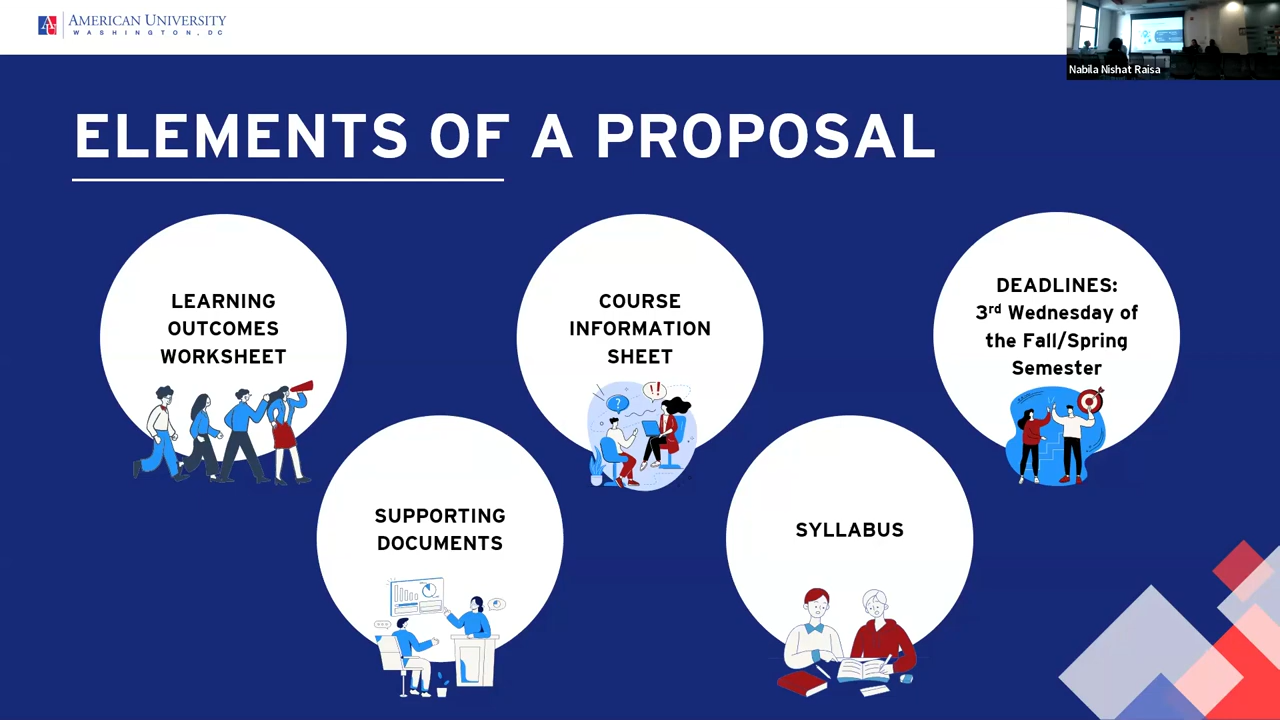 AMERICAN UNIVERSITY
WASHINGTON, DC
Nabila Nishat Raisa
ELEMENTS OF A PROPOSAL
LEARNING
OUTCOMES
WORKSHEET
COURSE
INFORMATION
SHEET
DEADLINES:
3rd Wednesday of
the Fall/Spring
Semester
SUPPORTING
DOCUMENTS
SYLLABUS